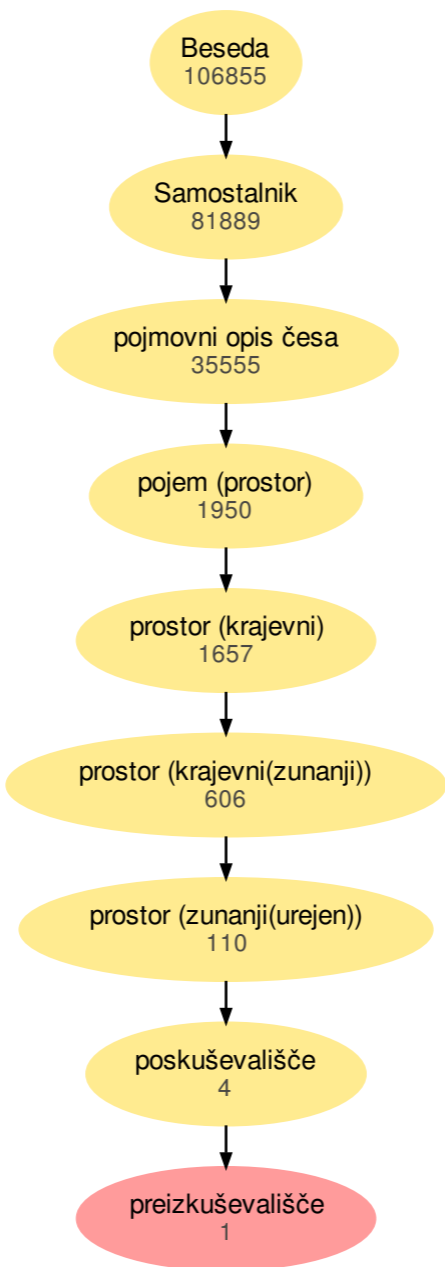 Beseda
106855
Samostalnik
81889
pojmovni opis česa
35555
pojem (prostor)
1950
prostor (krajevni)
1657
prostor (krajevni(zunanji))
606
prostor (zunanji(urejen))
110
poskuševališče
4
preizkuševališče
1